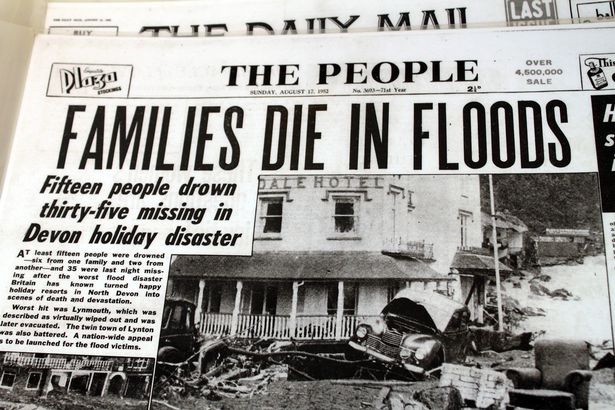 THE DAILY MAIL
LAST
BUY
Plaza
STOCKINGS
THE PEOPLE
OVER
4,500,000
SALE
SUNDAY, AUGUST 17, 1952
No. 3693—71st Year
2½D
FAMILIES DIE IN FLOODS
Fifteen people drown
thirty-five missing in
Devon holiday disaster
DALE HOTEL
AT least fifteen people were drowned
—six from one family and two from
another—and 35 were last night miss-
ing after the worst flood disaster
Britain has known turned happy
holiday resorts in North Devon into
scenes of death and devastation.
Worst hit was Lynmouth, which was
described as virtually wiped out and was
later evacuated. The twin town of Lynton
was also battered. A nation-wide appeal
is to be launched for the flood victims.